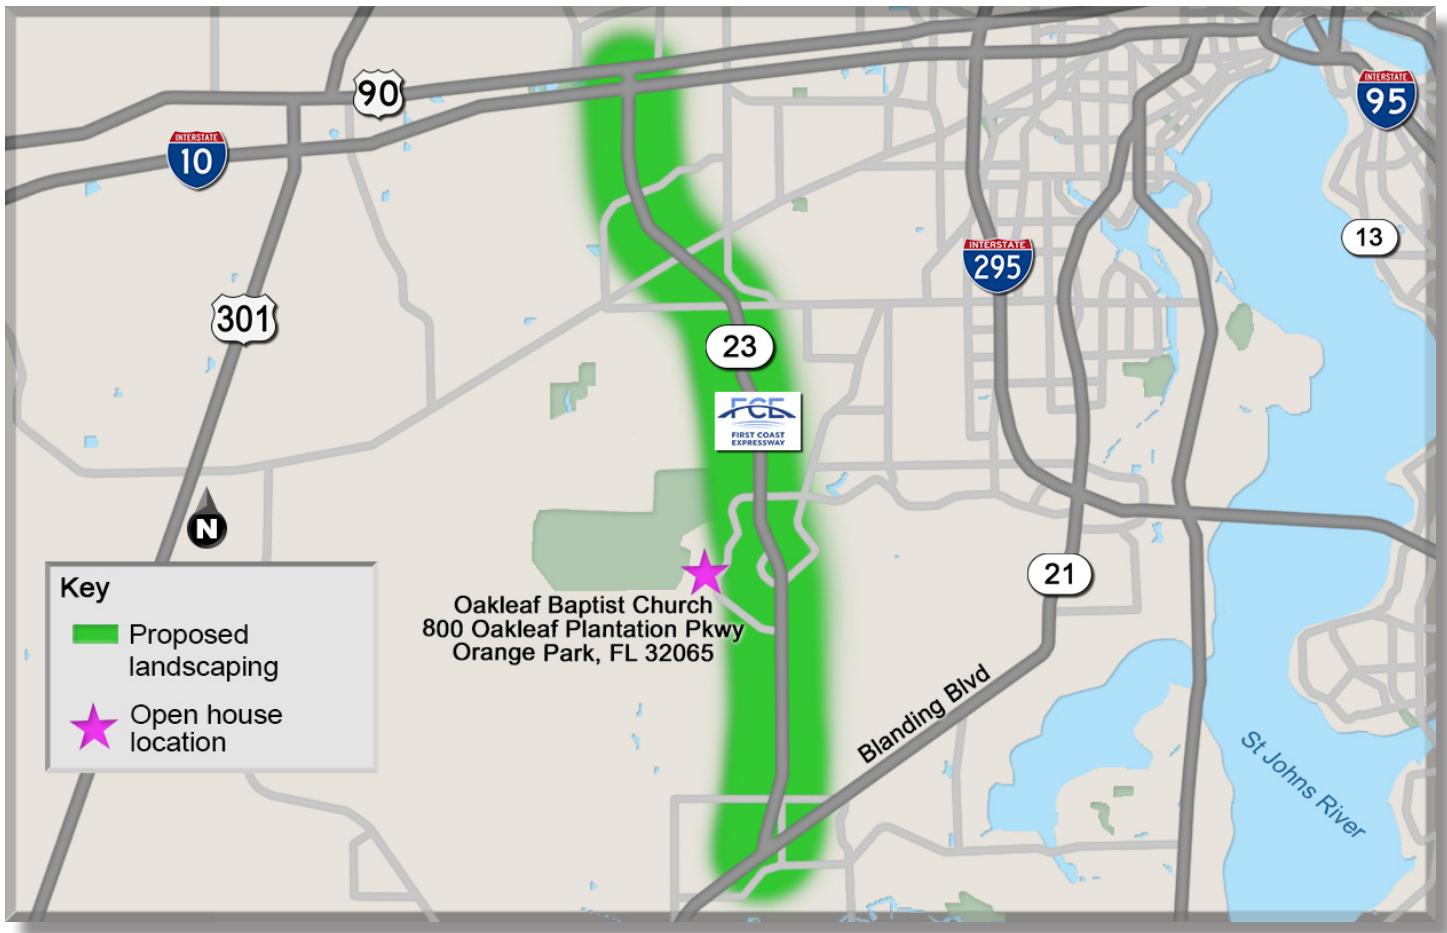 90
INTERSTATE
10
INTERSTATE
95
13
INTERSTATE
295
301
23
FCE
FIRST COAST
EXPRESSWAY
N
21
Key
Proposed
landscaping
Open house
location
Oakleaf Baptist Church
800 Oakleaf Plantation Pkwy
Orange Park, FL 32065
Blanding Blvd
St Johns River